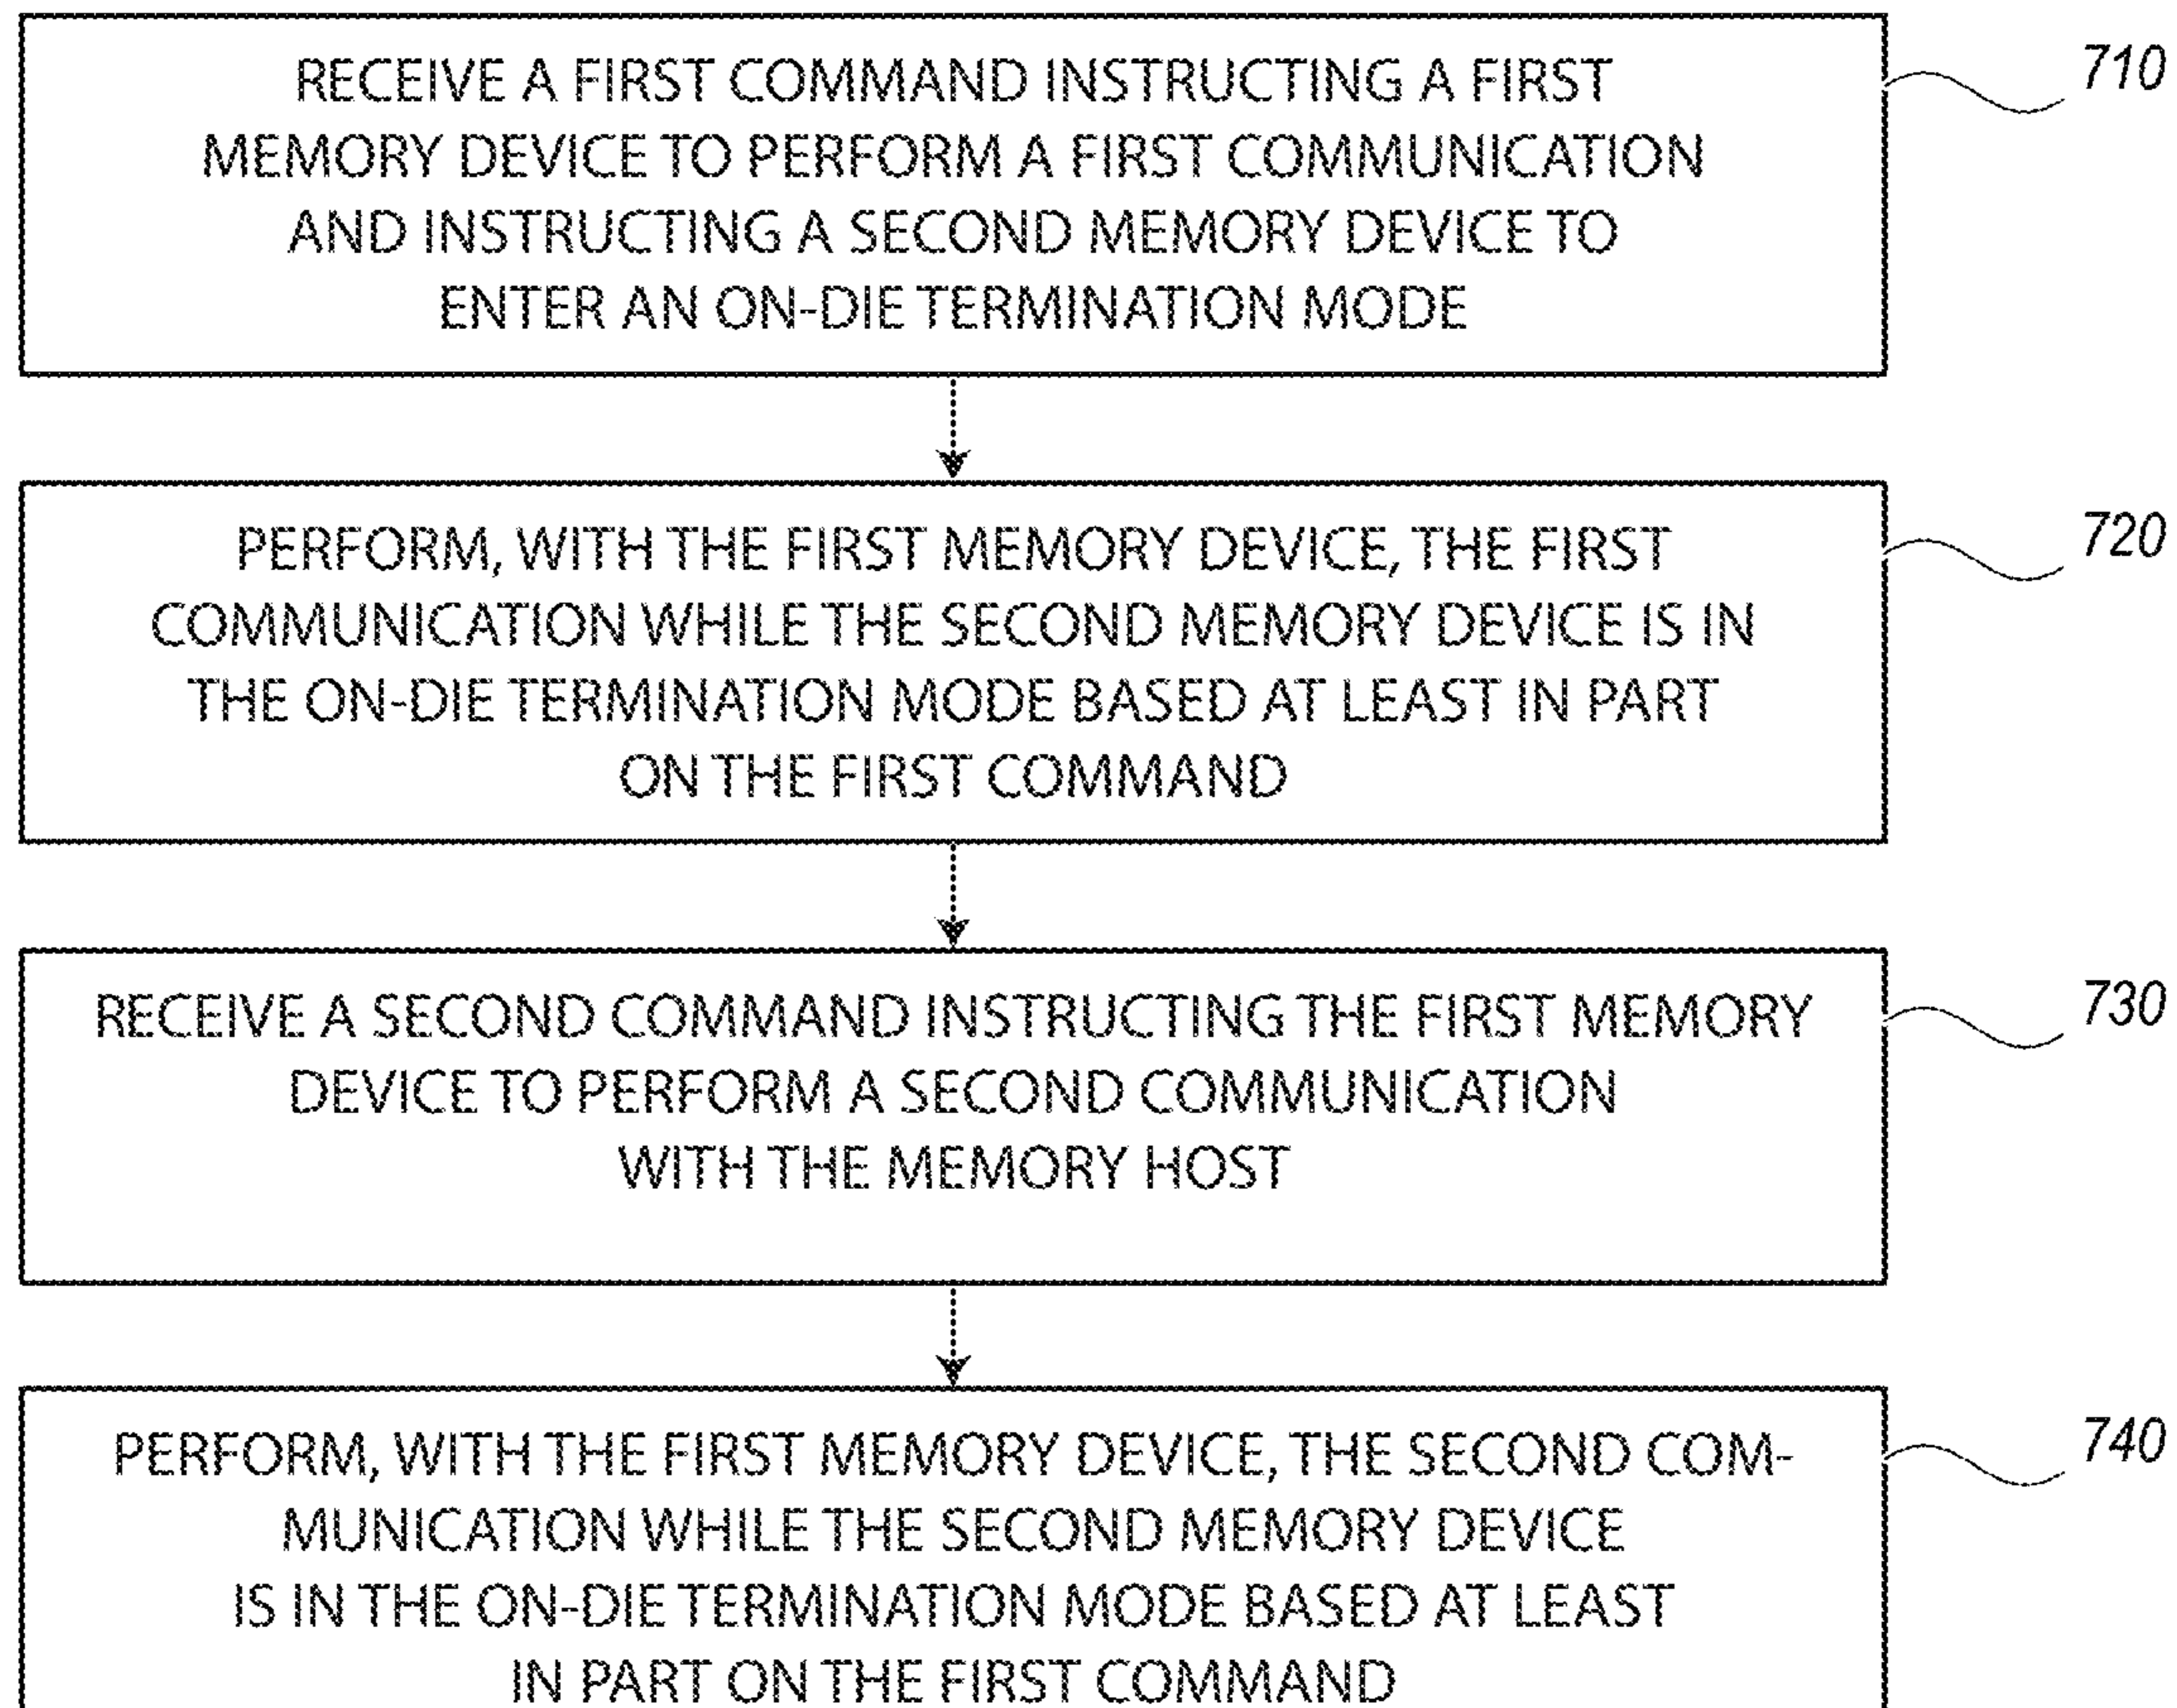 RECEIVE A FIRST COMMAND INSTRUCTING A FIRST
MEMORY DEVICE TO PERFORM A FIRST COMMUNICATION
AND INSTRUCTING A SECOND MEMORY DEVICE TO
ENTER AN ON-DIE TERMINATION MODE
710
PERFORM, WITH THE FIRST MEMORY DEVICE, THE FIRST
COMMUNICATION WHILE THE SECOND MEMORY DEVICE IS IN
THE ON-DIE TERMINATION MODE BASED AT LEAST IN PART
ON THE FIRST COMMAND
720
RECEIVE A SECOND COMMAND INSTRUCTING THE FIRST MEMORY
DEVICE TO PERFORM A SECOND COMMUNICATION
WITH THE MEMORY HOST
730
PERFORM, WITH THE FIRST MEMORY DEVICE, THE SECOND COM-
MUNICATION WHILE THE SECOND MEMORY DEVICE
IS IN THE ON-DIE TERMINATION MODE BASED AT LEAST
IN PART ON THE FIRST COMMAND
740